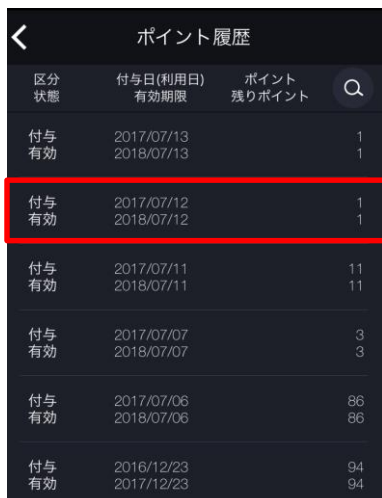 ポイント履歴
区分 付与日(利用日) ポイント
状態 有効期限 残りポイント
付与 2017/07/13 1
有効 2018/07/13 1
付与 2017/07/12 1
有効 2018/07/12 1
付与 2017/07/11 11
有効 2018/07/11 11
付与 2017/07/07 3
有効 2018/07/07 3
付与 2017/07/06 86
有効 2018/07/06 86
付与 2016/12/23 94
有効 2017/12/23 94